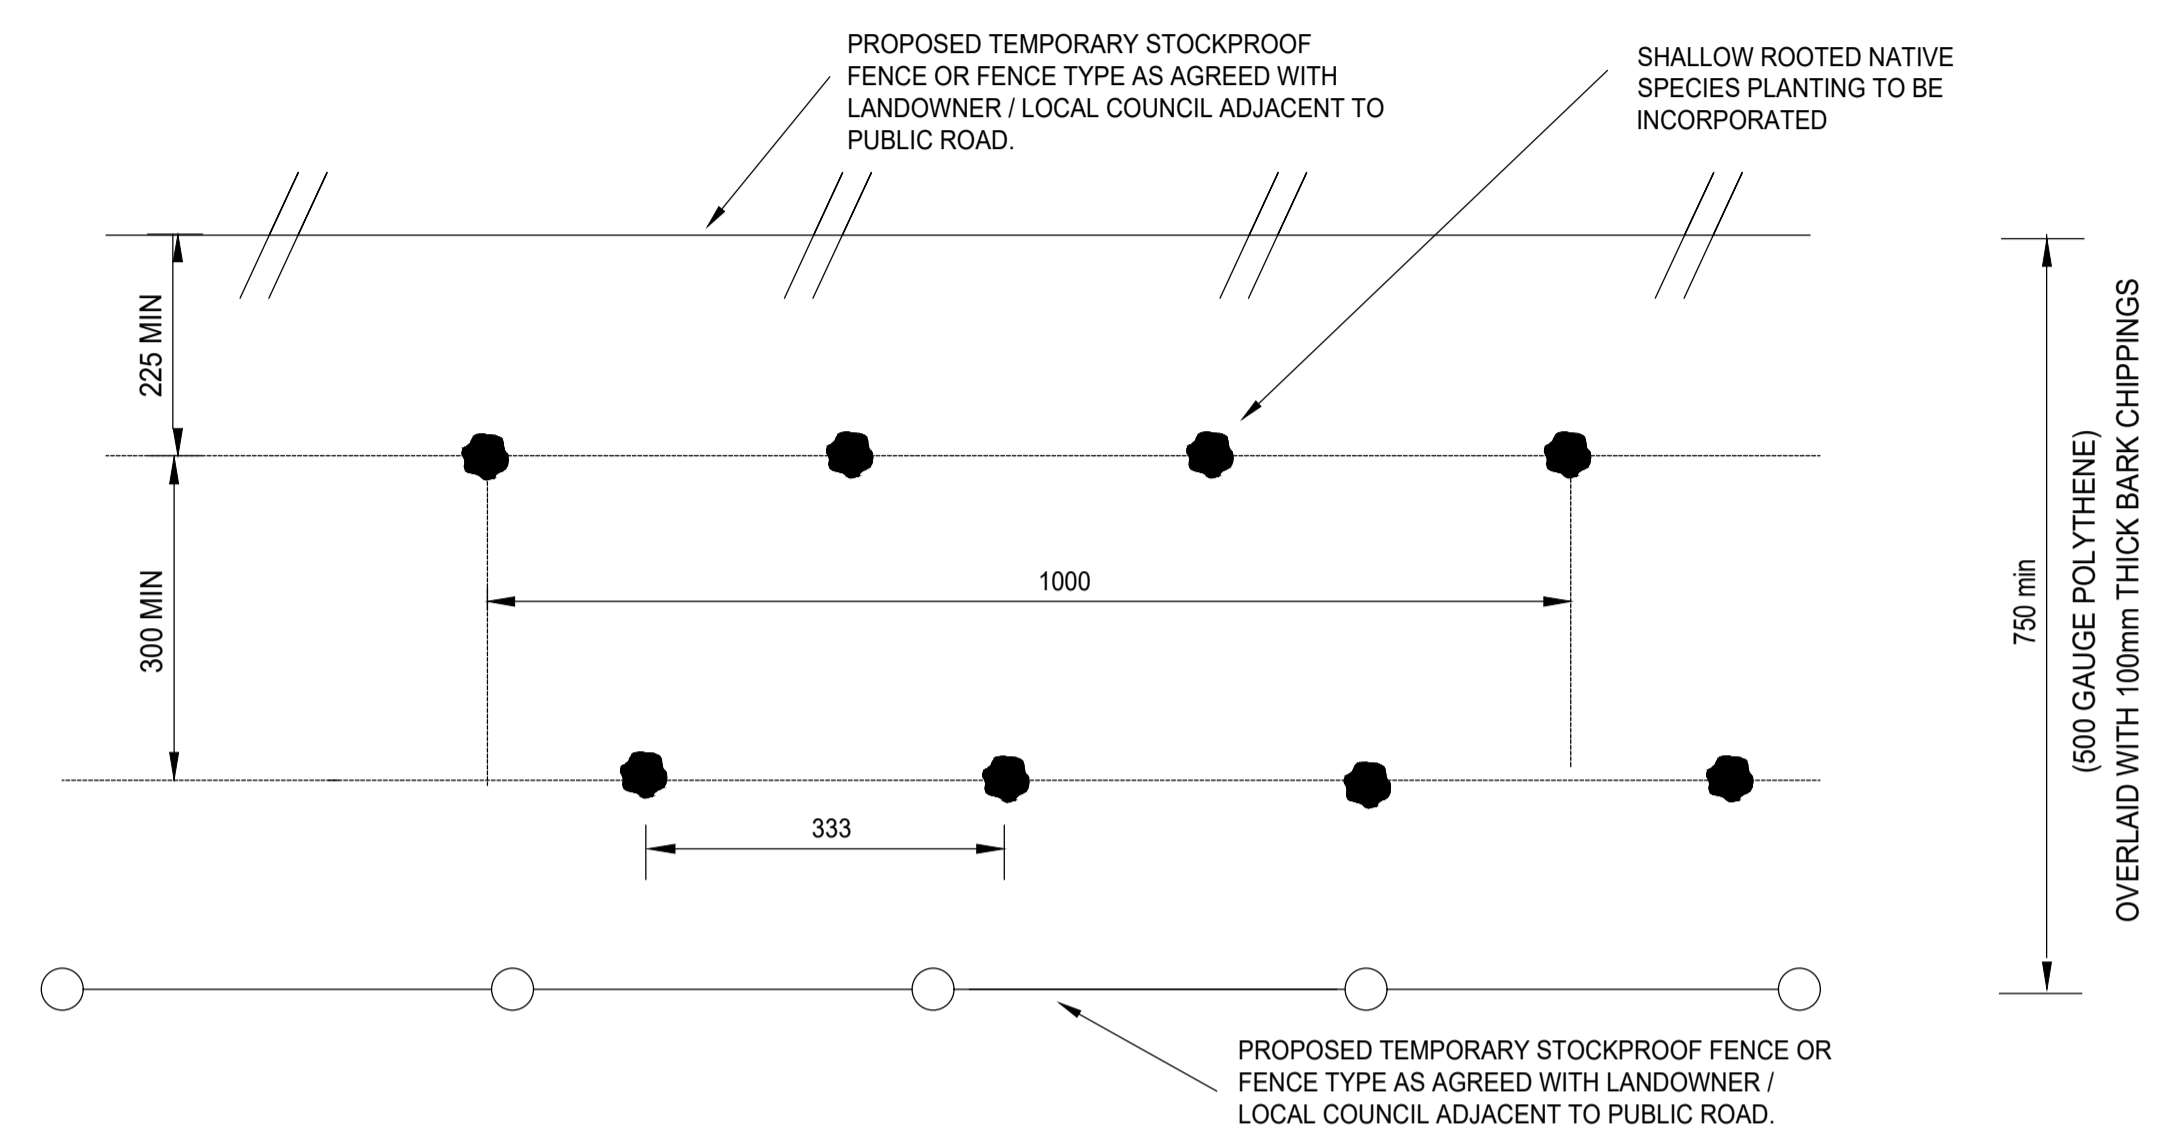 PROPOSED TEMPORARY STOCKPROOF
FENCE OR FENCE TYPE AS AGREED WITH
LANDOWNER / LOCAL COUNCIL ADJACENT TO
PUBLIC ROAD.
SHALLOW ROOTED NATIVE
SPECIES PLANTING TO BE
INCORPORATED
225 MIN
300 MIN
1000
333
750 min
(500 GAUGE POLYTHENE)
OVERLAID WITH 100mm THICK BARK CHIPPINGS
PROPOSED TEMPORARY STOCKPROOF FENCE OR
FENCE TYPE AS AGREED WITH LANDOWNER /
LOCAL COUNCIL ADJACENT TO PUBLIC ROAD.